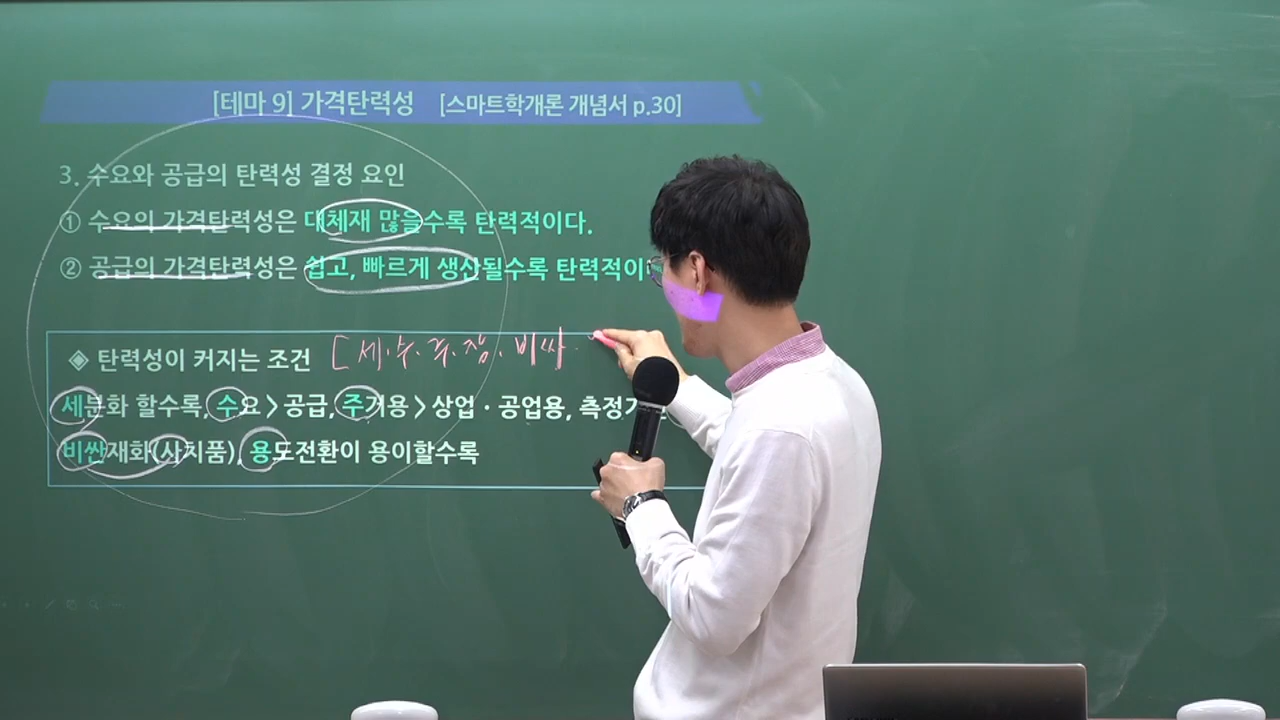 [테마 9] 가격탄력성 [스마트학개론 개념서 p.30]
3. 수요와 공급의 탄력성 결정 요인
① 수요의 가격탄력성은 대체재 많을수록 탄력적이다.
② 공급의 가격탄력성은 쉽고, 빠르게 생산될수록 탄력적이
◈ 탄력성이 커지는 조건 [세.수.주.장.비싸.
세분화 할수록, 수요 > 공급, 주거용 > 상업 · 공업용, 측정기
비싼재화(사치품), 용도전환이 용이할수록